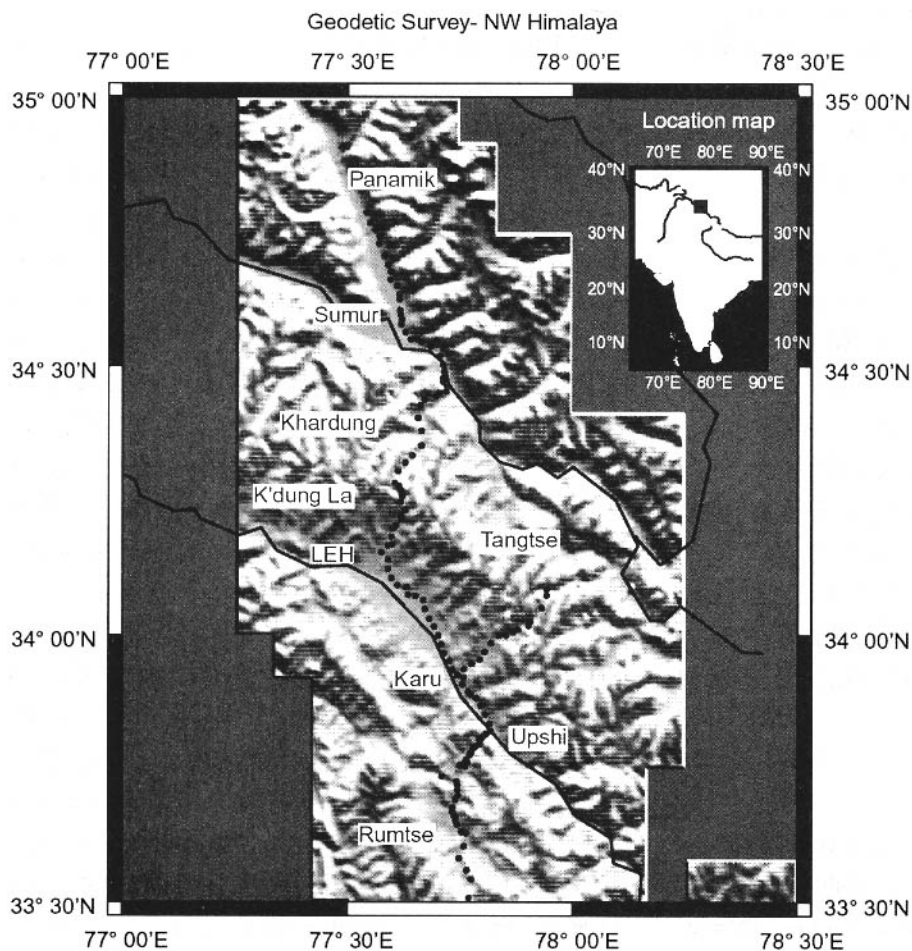 Geodetic Survey- NW Himalaya
77° 00'E 77° 30'E 78° 00'E 78° 30'E
35° 00'N 35° 00'N
Location map
70°E 80°E 90°E
40°N 40°N
Panamik
30°N 30°N
20°N 20°N
Sumur
10°N 10°N
34° 30'N 34° 30'N
70°E 80°E 90°E
Khardung
K'dung La
Tangtse
LEH
34° 00'N 34° 00'N
Karu
Upshi
Rumtse
33° 30'N 33° 30'N
77° 00'E 77° 30'E 78° 00'E 78° 30'E